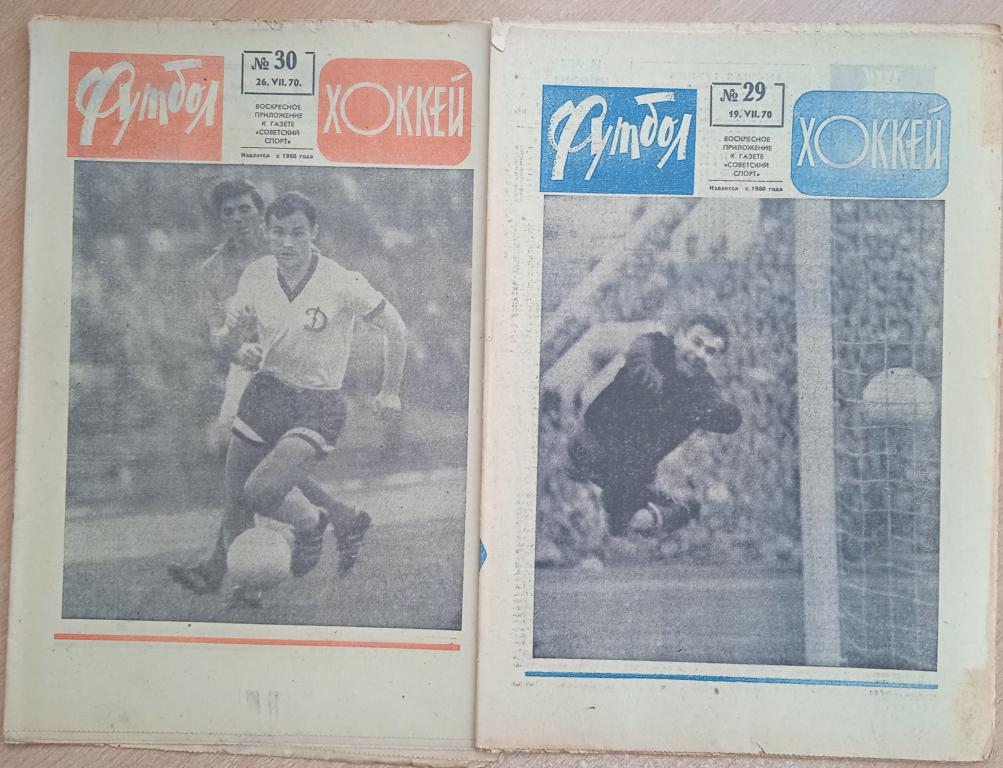 Футбол
№ 30
26. VII. 70.
ВОСКРЕСНОЕ
ПРИЛОЖЕНИЕ
К ГАЗЕТЕ
«СОВЕТСКИЙ
СПОРТ»
Издается с 1960 года
ХОККЕЙ
Д
Футбол
№ 29
19. VII. 70
ВОСКРЕСНОЕ
ПРИЛОЖЕНИЕ
К ГАЗЕТЕ
«СОВЕТСКИЙ
СПОРТ»
Издается с 1960 года
ХОККЕЙ